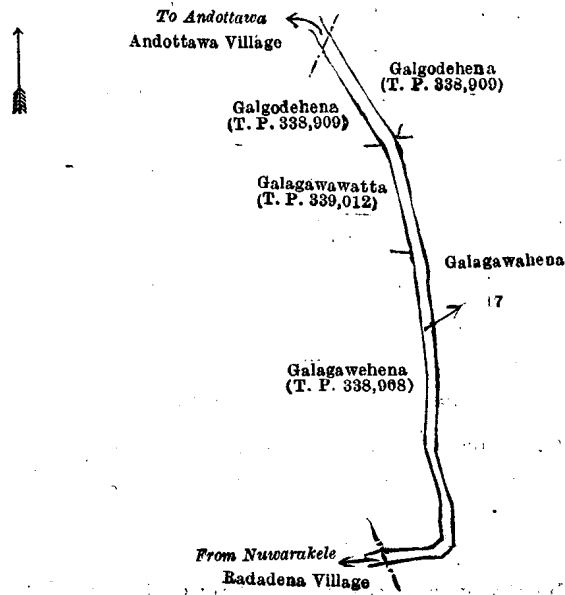 To Andottawa
Andottawa Village
Galgodehena
(T. P. 338,909)
Galgodehena
(T. P. 338,909)
Galagawawatta
(T. P. 339,012)
Galagawahena
17
Galagawehena
(T. P. 338,908)
From Nuwarakele
Radadena Village